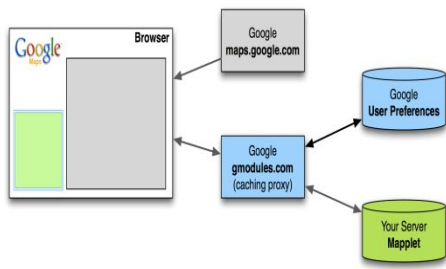 Browser
Google
Maps
Google
maps.google.com
Google
gmodules.com
(caching proxy)
Google
User Preferences
Your Server
Mapplet